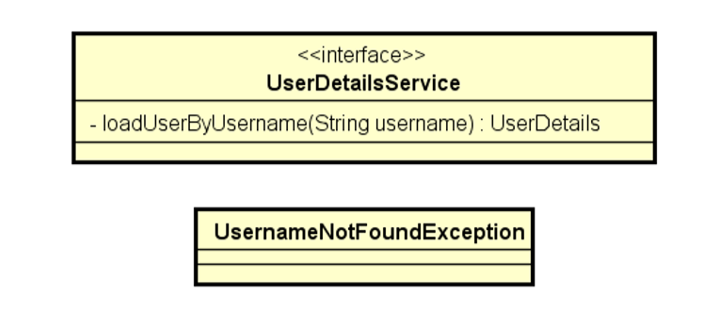 <<interface>>
UserDetailsService
- loadUserByUsername(String username) : UserDetails
UsernameNotFoundException